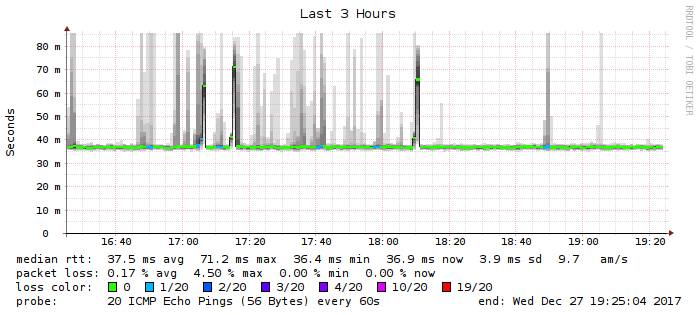 Last 3 Hours
RRDTOOL / TOBI OETIKER
Seconds
80 m
70 m
60 m
50 m
40 m
30 m
20 m
10 m
0
16:40 17:00 17:20 17:40 18:00 18:20 18:40 19:00 19:20
median rtt: 37.5 ms avg 71.2 ms max 36.4 ms min 36.9 ms now 3.9 ms sd 9.7 am/s
packet loss: 0.17 % avg 4.50 % max 0.00 % min 0.00 % now
loss color: 0 1/20 2/20 3/20 4/20 10/20 19/20
probe: 20 ICMP Echo Pings (56 Bytes) every 60s end: Wed Dec 27 19:25:04 2017